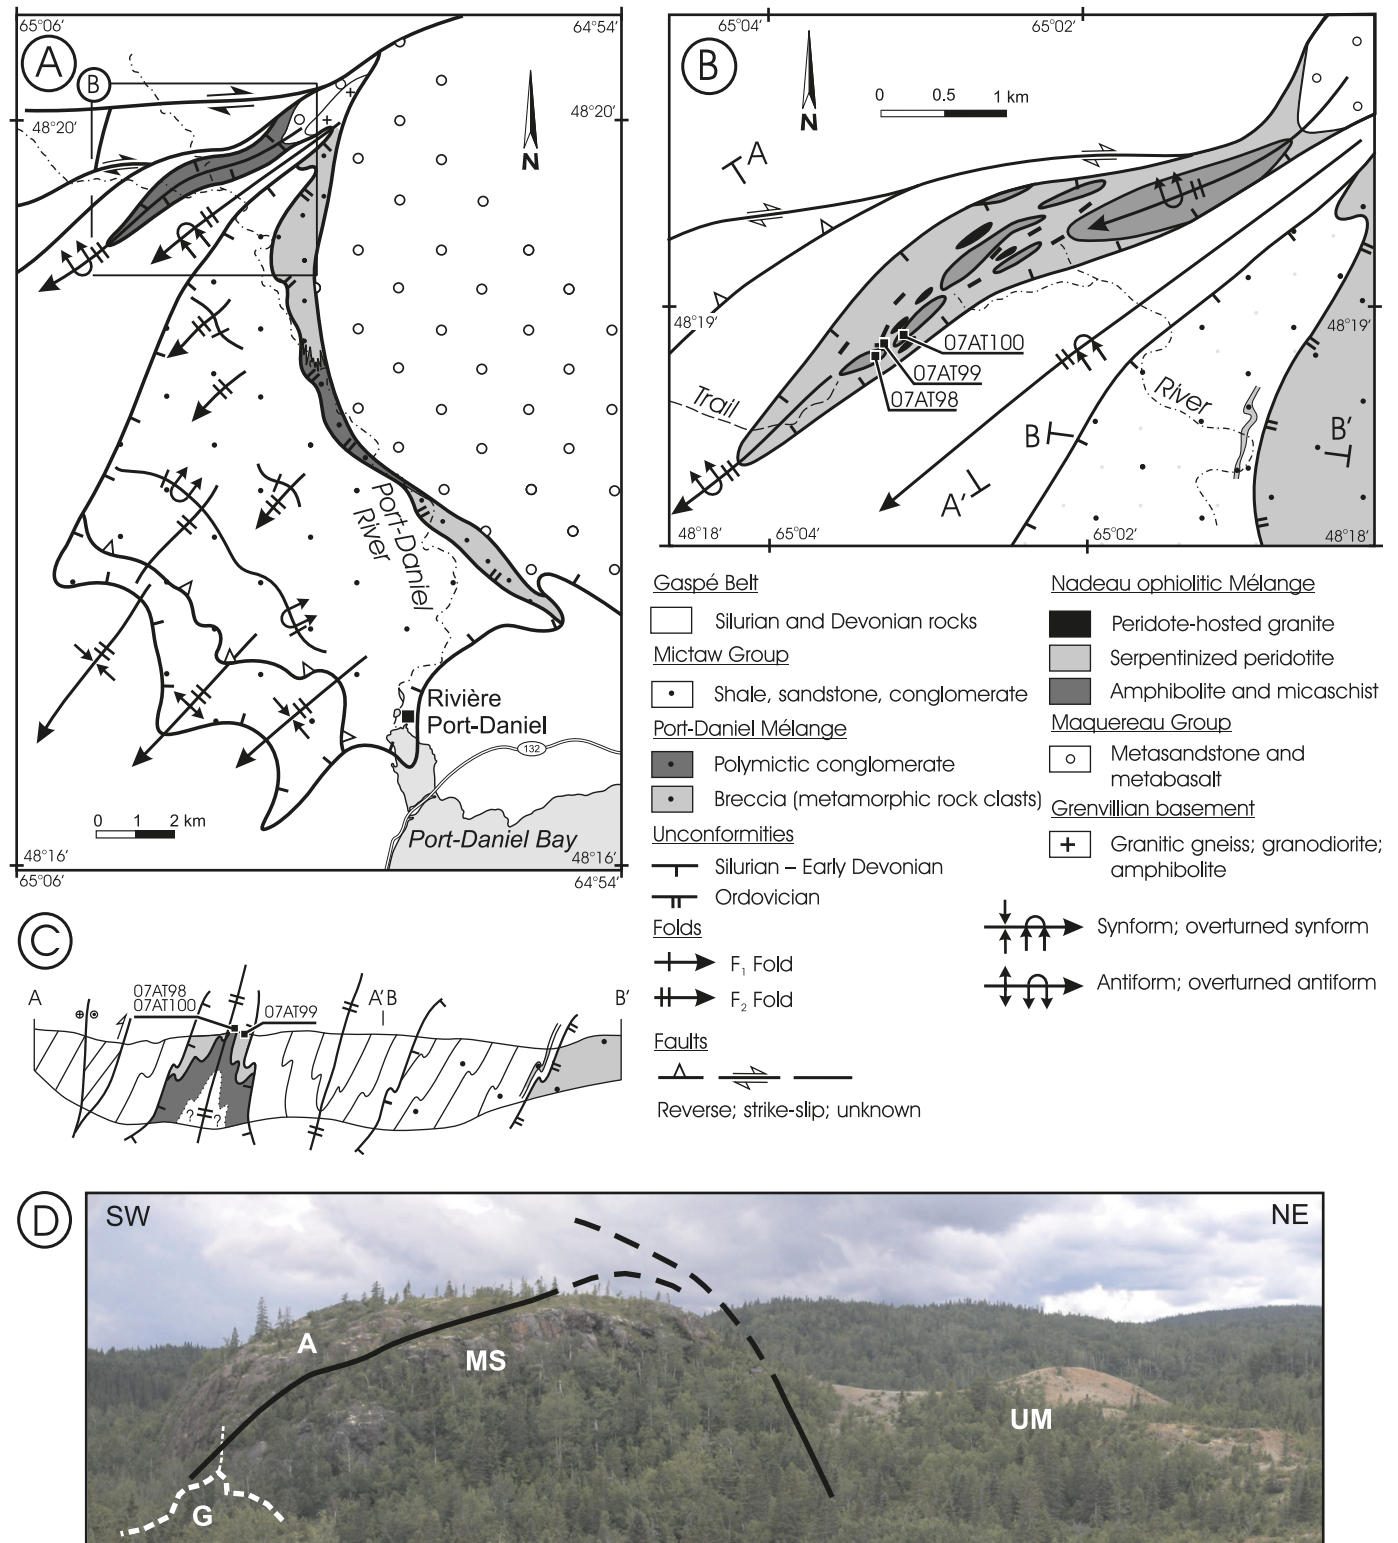 A
65°06′
64°54′
B
48°20′
48°20′
N
Port-Daniel
River
Rivière
Port-Daniel
132
0 1 2 km
Port-Daniel Bay
48°16′
48°16′
65°06′
64°54′
B
65°04′
65°02′
N
0 0.5 1 km
A
48°19′
48°19′
07AT100
07AT99
07AT98
Trail
River
B
B′
A′
48°18′
65°04′
65°02′
48°18′
Gaspé Belt
Silurian and Devonian rocks
Mictaw Group
Shale, sandstone, conglomerate
Port-Daniel Mélange
Polymictic conglomerate
Breccia (metamorphic rock clasts)
Unconformities
Silurian – Early Devonian
Ordovician
Folds
F1 Fold
F2 Fold
Faults
Reverse; strike-slip; unknown
Nadeau ophiolitic Mélange
Peridote-hosted granite
Serpentinized peridotite
Amphibolite and micaschist
Maquereau Group
Metasandstone and
metabasalt
Grenvillian basement
Granitic gneiss; granodiorite;
amphibolite
Synform; overturned synform
Antiform; overturned antiform
C
A
07AT98
07AT100
07AT99
A′ B
B′
? ?
D
SW
NE
A
MS
UM
G